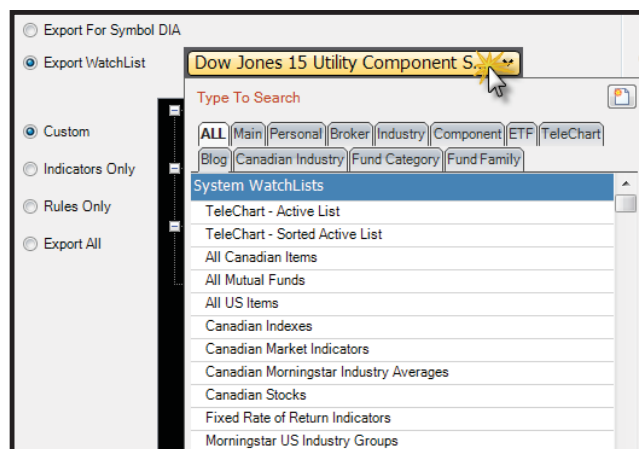 Export For Symbol DIA
Export WatchList
Dow Jones 15 Utility Component S...
Type To Search
Custom
ALL Main Personal Broker Industry Component ETF TeleChart
Indicators Only
Blog Canadian Industry Fund Category Fund Family
System WatchLists
Rules Only
TeleChart - Active List
TeleChart - Sorted Active List
Export All
All Canadian Items
All Mutual Funds
All US Items
Canadian Indexes
Canadian Market Indicators
Canadian Morningstar Industry Averages
Canadian Stocks
Fixed Rate of Return Indicators
Morningstar US Industry Groups